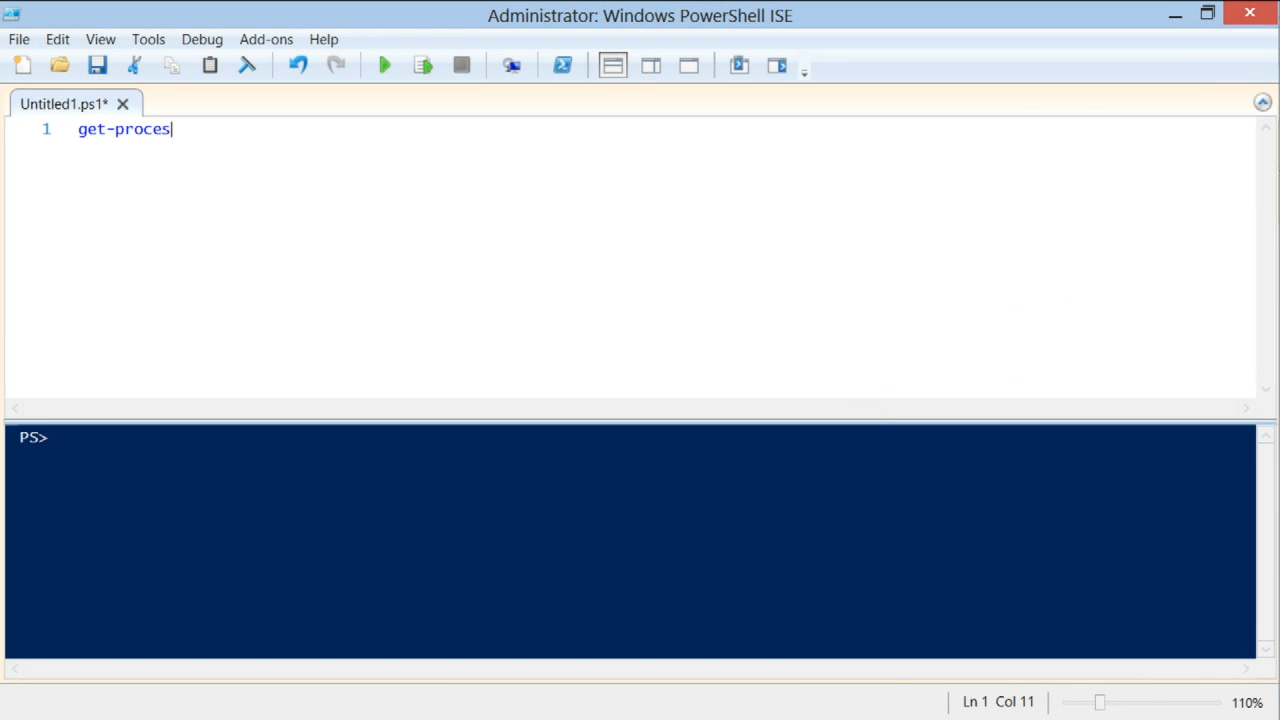 Administrator: Windows PowerShell ISE
File Edit View Tools Debug Add-ons Help
Untitled1.ps1*
1 get-proces
PS>
Ln 1 Col 11 110%